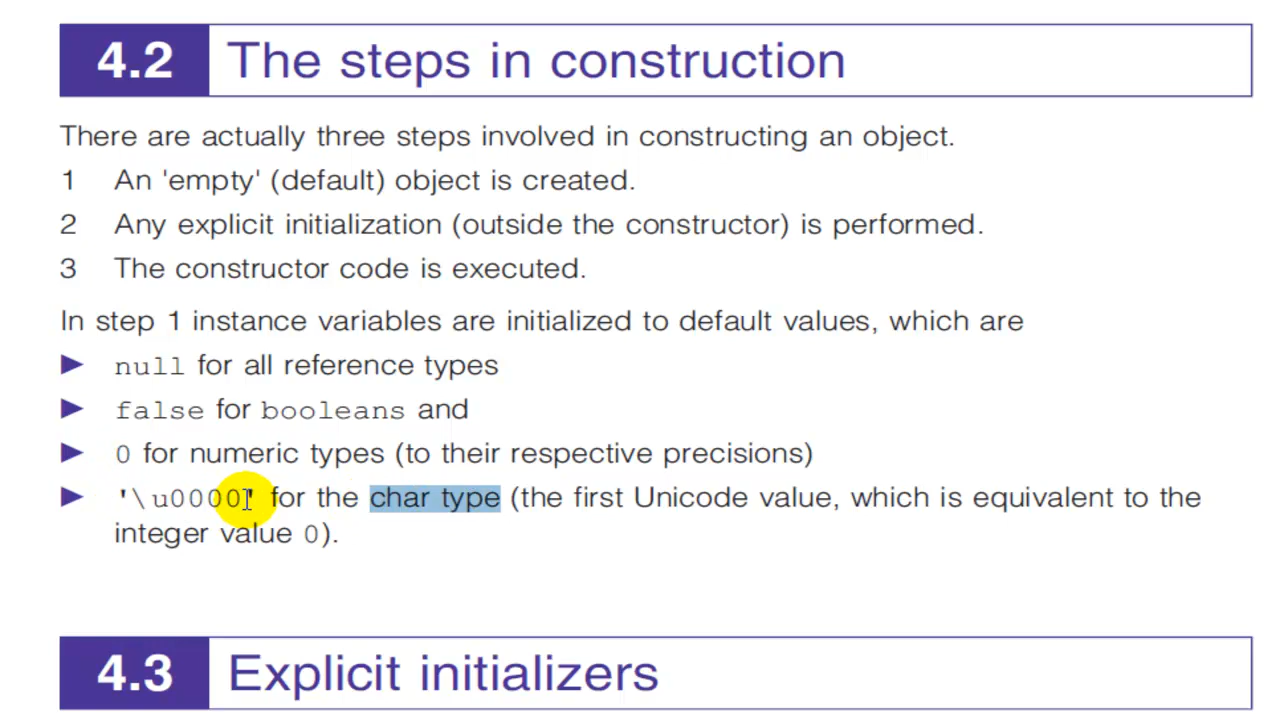 4.2 The steps in construction
There are actually three steps involved in constructing an object.
1 An 'empty' (default) object is created.
2 Any explicit initialization (outside the constructor) is performed.
3 The constructor code is executed.
In step 1 instance variables are initialized to default values, which are
► null for all reference types
► false for booleans and
► 0 for numeric types (to their respective precisions)
► '\u0000' for the char type (the first Unicode value, which is equivalent to the
integer value 0).
4.3 Explicit initializers